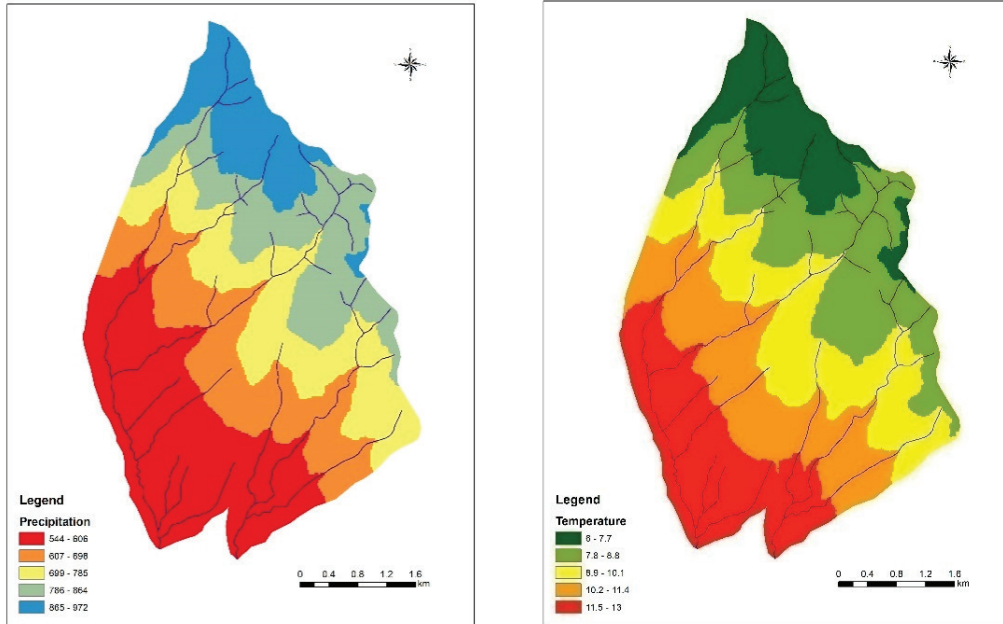 Legend
Precipitation
544 - 606
607 - 698
699 - 785
786 - 864
865 - 972
0 0.4 0.8 1.2 1.6
km
Legend
Temperature
6 - 7.7
7.8 - 8.8
8.9 - 10.1
10.2 - 11.4
11.5 - 13
0 0.4 0.8 1.2 1.6
km